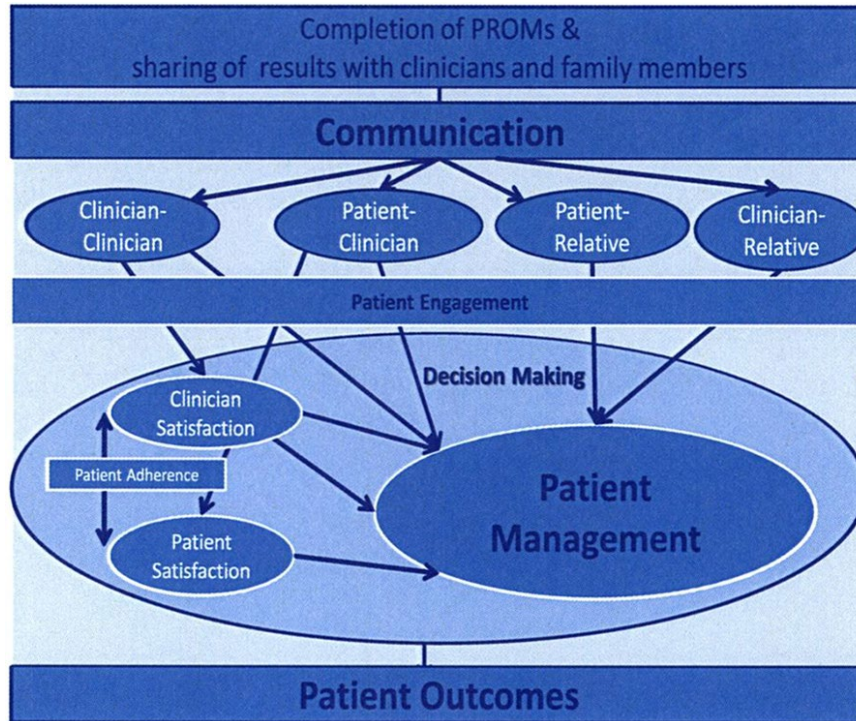 Completion of PROMs &
sharing of results with clinicians and family members
Communication
Clinician-
Clinician
Patient-
Clinician
Patient-
Relative
Clinician-
Relative
Patient Engagement
Decision Making
Clinician
Satisfaction
Patient Adherence
Patient
Satisfaction
Patient
Management
Patient Outcomes